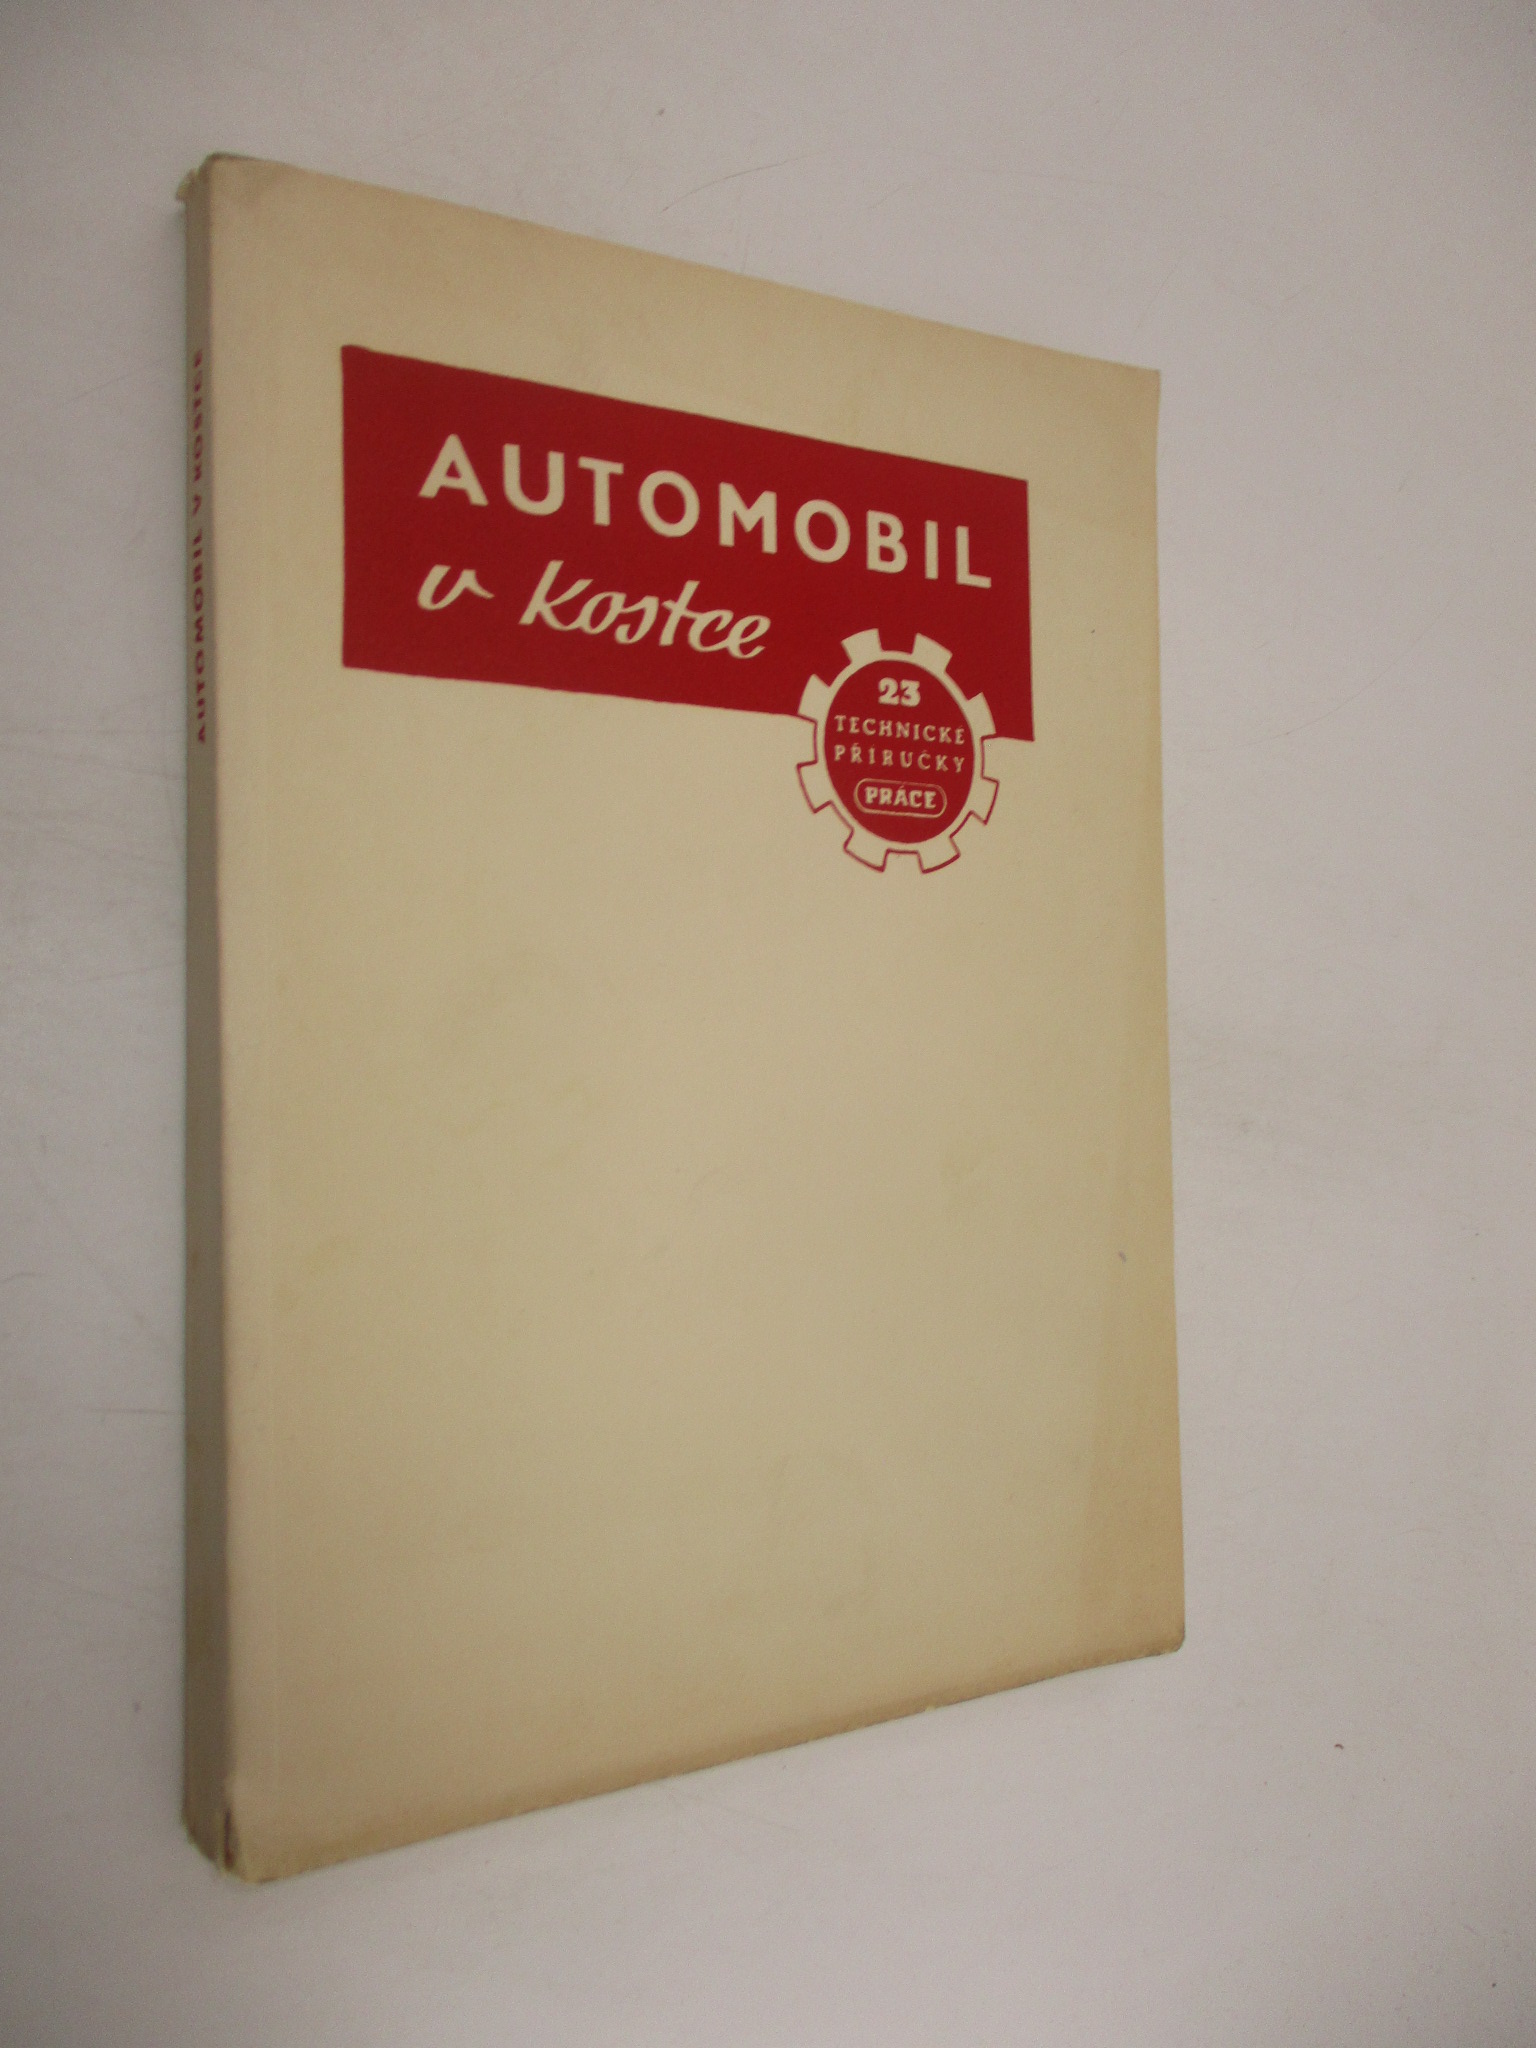 AUTOMOBIL V KOSTCE
AUTOMOBIL
v kostce
23
TECHNICKÉ
PŘÍRUČKY
PRÁCE